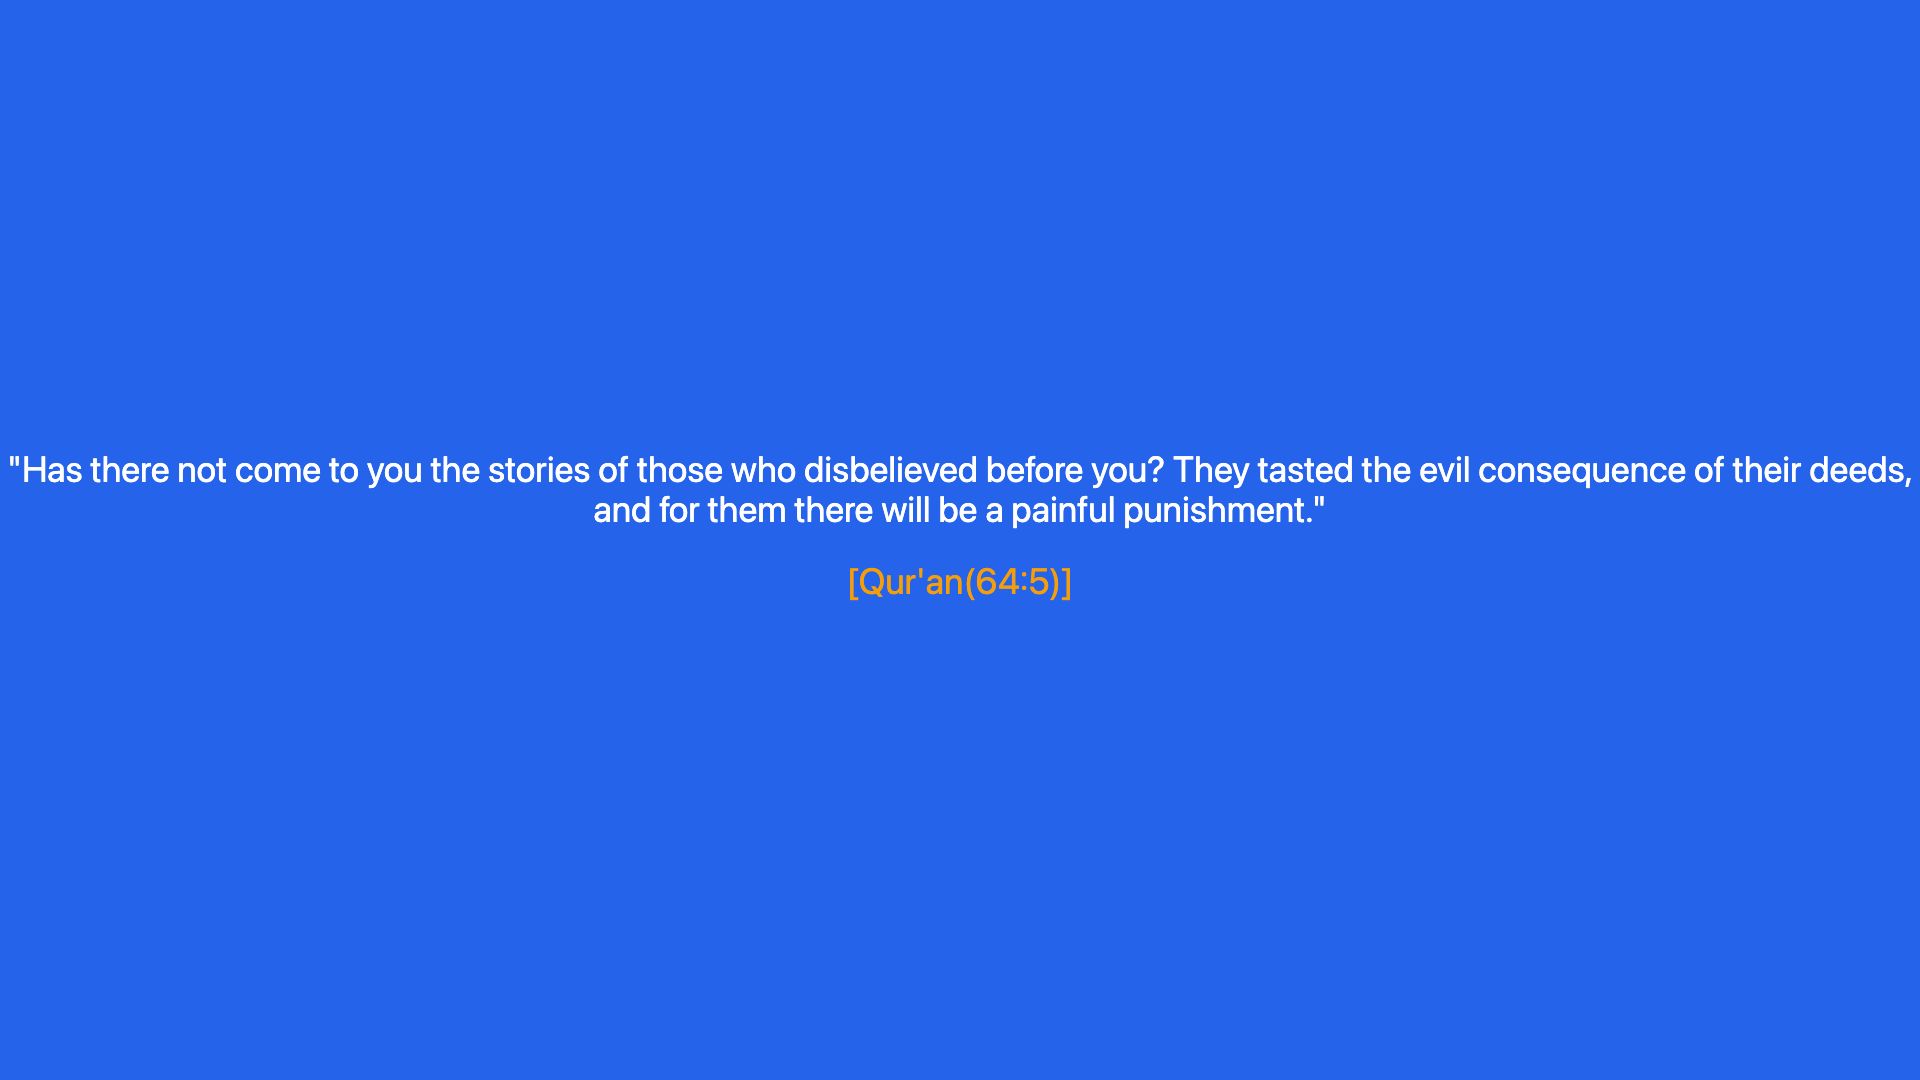 "Has there not come to you the stories of those who disbelieved before you? They tasted the evil consequence of their deeds,
and for them there will be a painful punishment."
[Qur'an(64:5)]